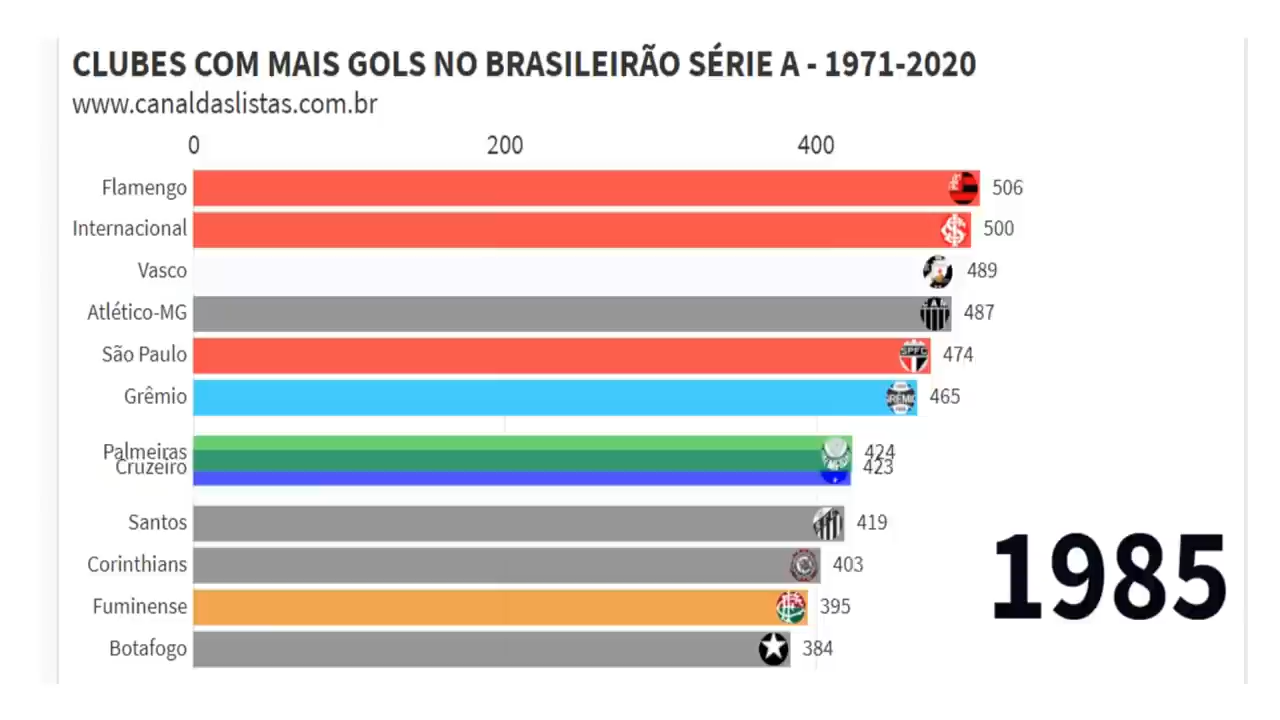 CLUBES COM MAIS GOLS NO BRASILEIRÃO SÉRIE A - 1971-2020
www.canaldaslistas.com.br
0 200 400
Flamengo 506
Internacional 500
Vasco 489
Atlético-MG CAM 487
São Paulo SPFC 474
Grêmio 465
Palmeiras 424
Cruzeiro 423
Santos 419
Corinthians 403
Fuminense 395
Botafogo 384
1985